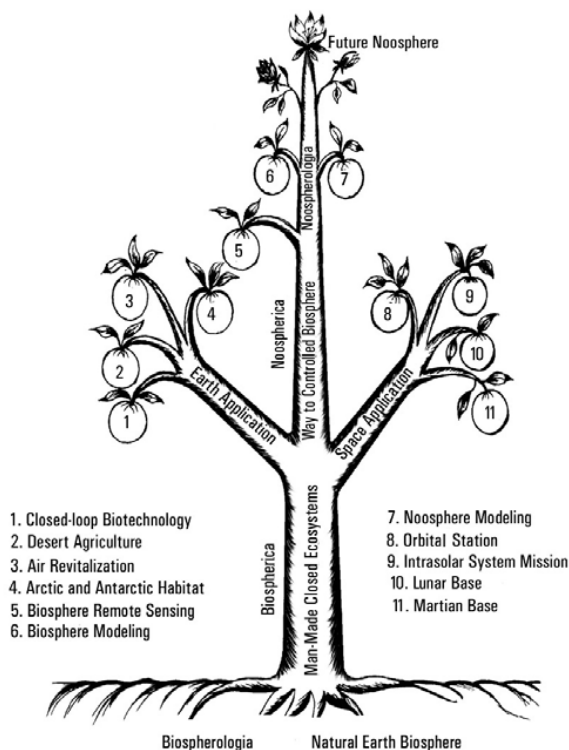 Future Noosphere
6
7
Noospherologia
5
3
4
8
9
Noospherica
Way to Controlled Biosphere
2
10
1
11
Earth Application
Space Application
1. Closed-loop Biotechnology
2. Desert Agriculture
3. Air Revitalization
4. Arctic and Antarctic Habitat
5. Biosphere Remote Sensing
6. Biosphere Modeling
Biospherica
Man-Made Closed Ecosystems
7. Noosphere Modeling
8. Orbital Station
9. Intrasolar System Mission
10. Lunar Base
11. Martian Base
Biospherologia
Natural Earth Biosphere